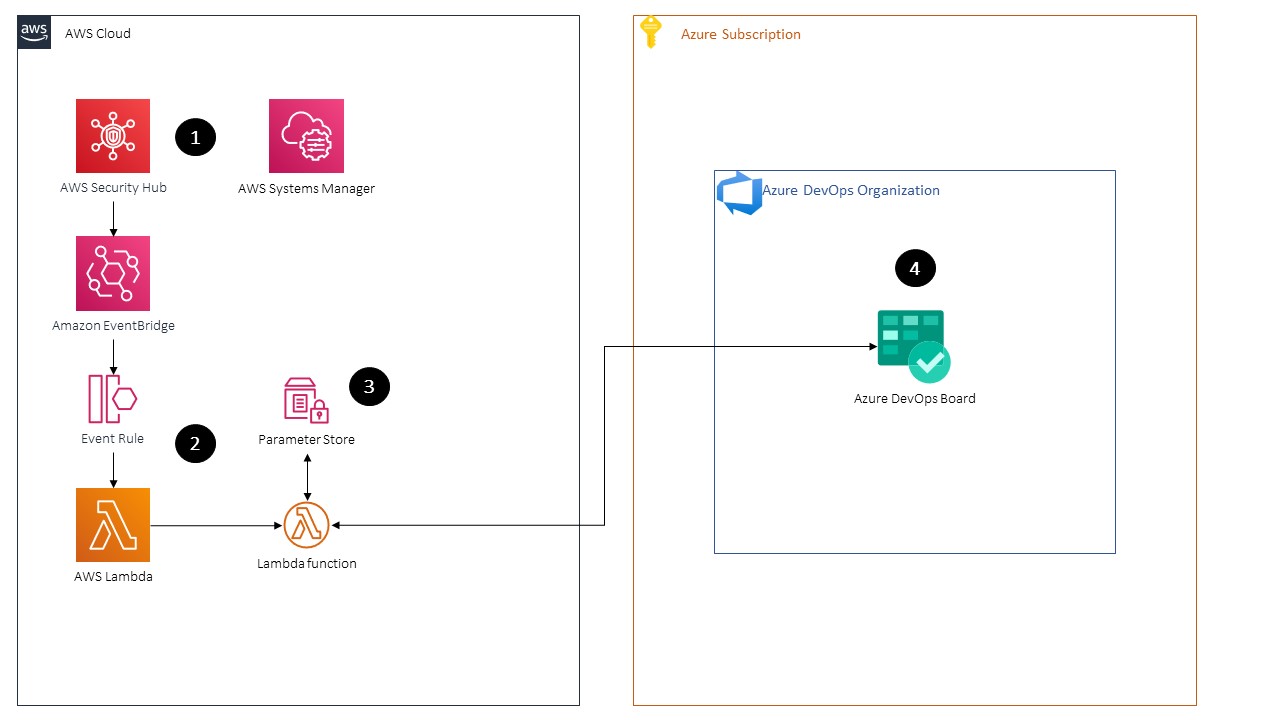 aws
AWS Cloud
Azure Subscription
1
AWS Security Hub
AWS Systems Manager
Azure DevOps Organization
4
Amazon EventBridge
3
Azure DevOps Board
Event Rule
2
Parameter Store
Lambda function
AWS Lambda